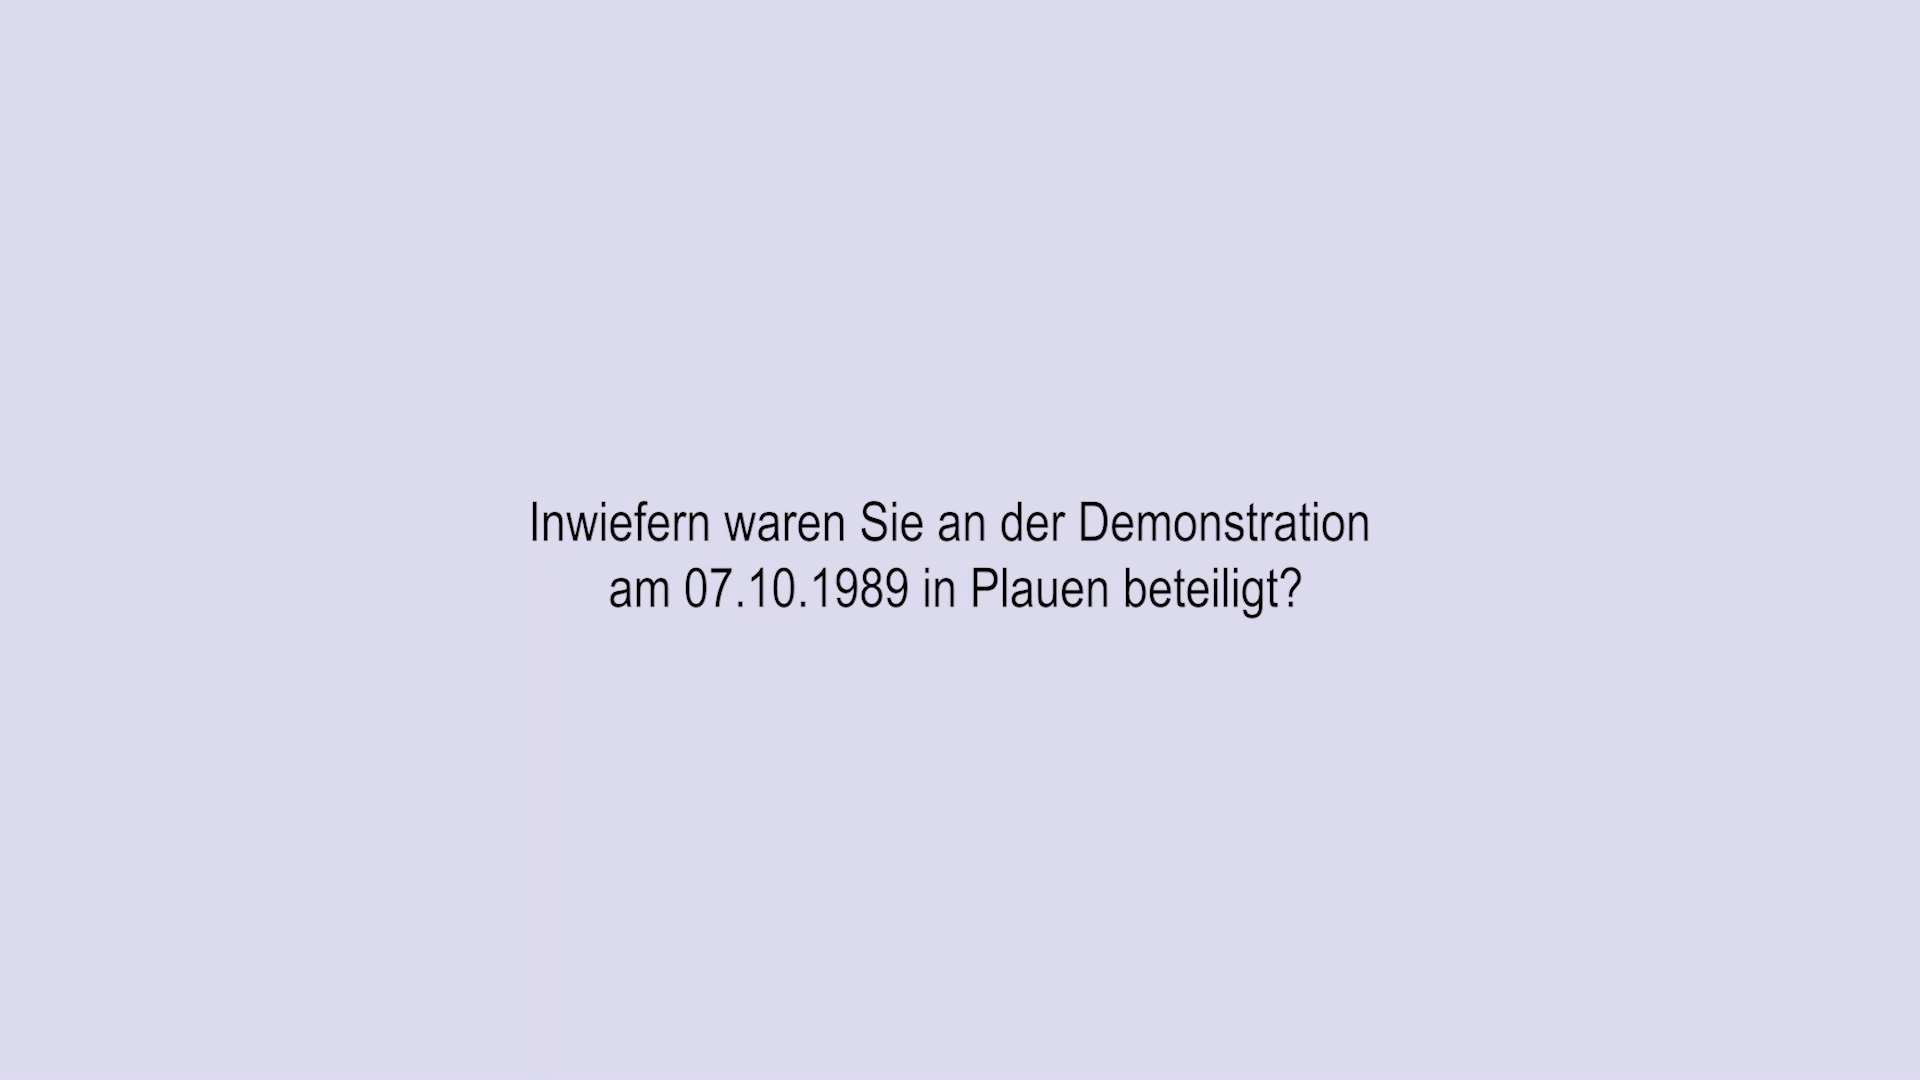 Inwiefern waren Sie an der Demonstration
am 07.10.1989 in Plauen beteiligt?